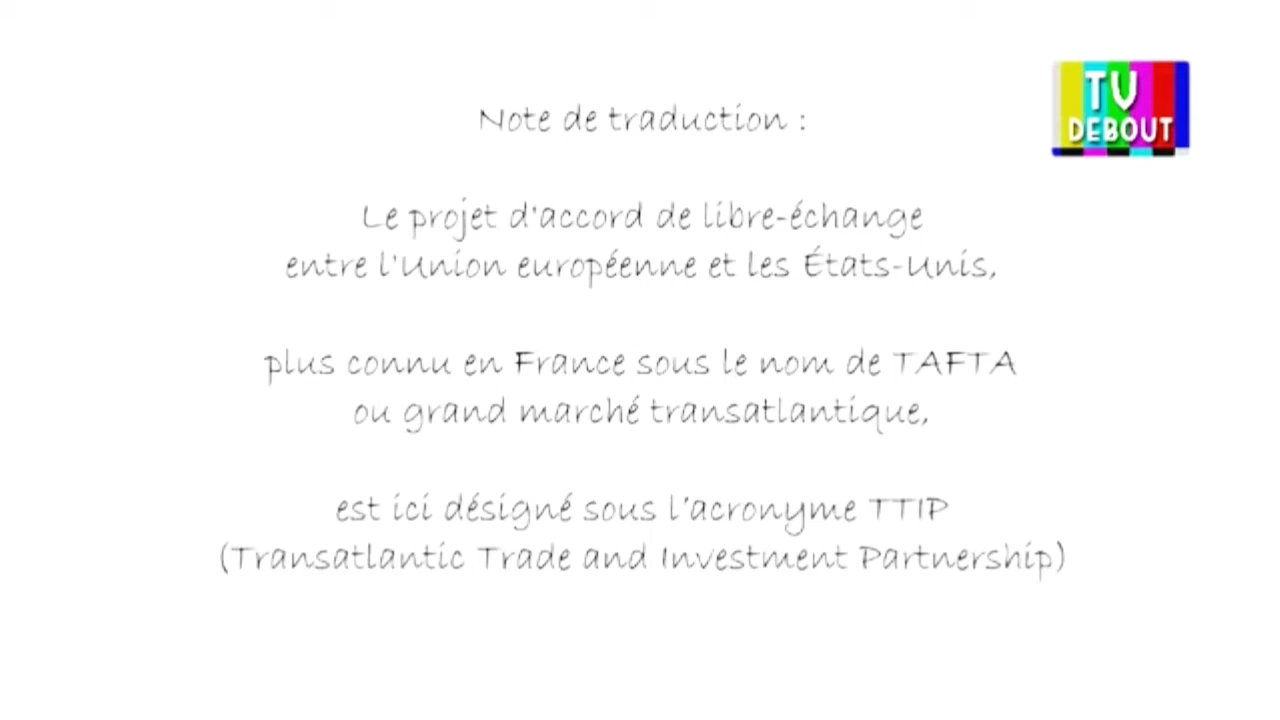 TV
DEBOUT
Note de traduction :
Le projet d'accord de libre-échange
entre l'Union européenne et les États-Unis,
plus connu en France sous le nom de TAFTA
ou grand marché transatlantique,
est ici désigné sous l'acronyme TTIP
(Transatlantic Trade and Investment Partnership)